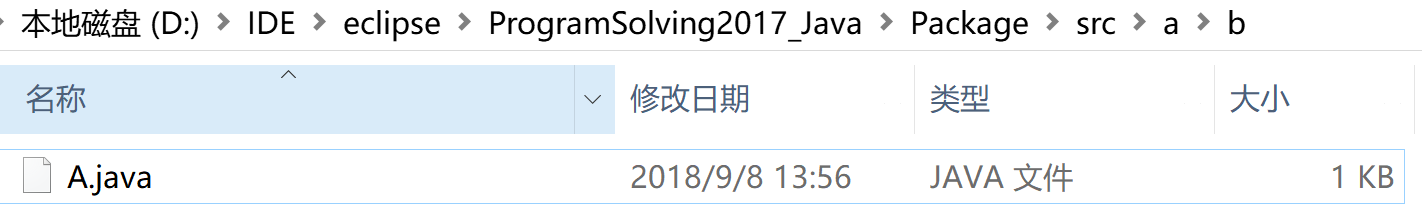 本地磁盘 (D:) > IDE > eclipse > ProgramSolving2017_Java > Package > src > a > b
名称 修改日期 类型 大小
A.java 2018/9/8 13:56 JAVA 文件 1 KB